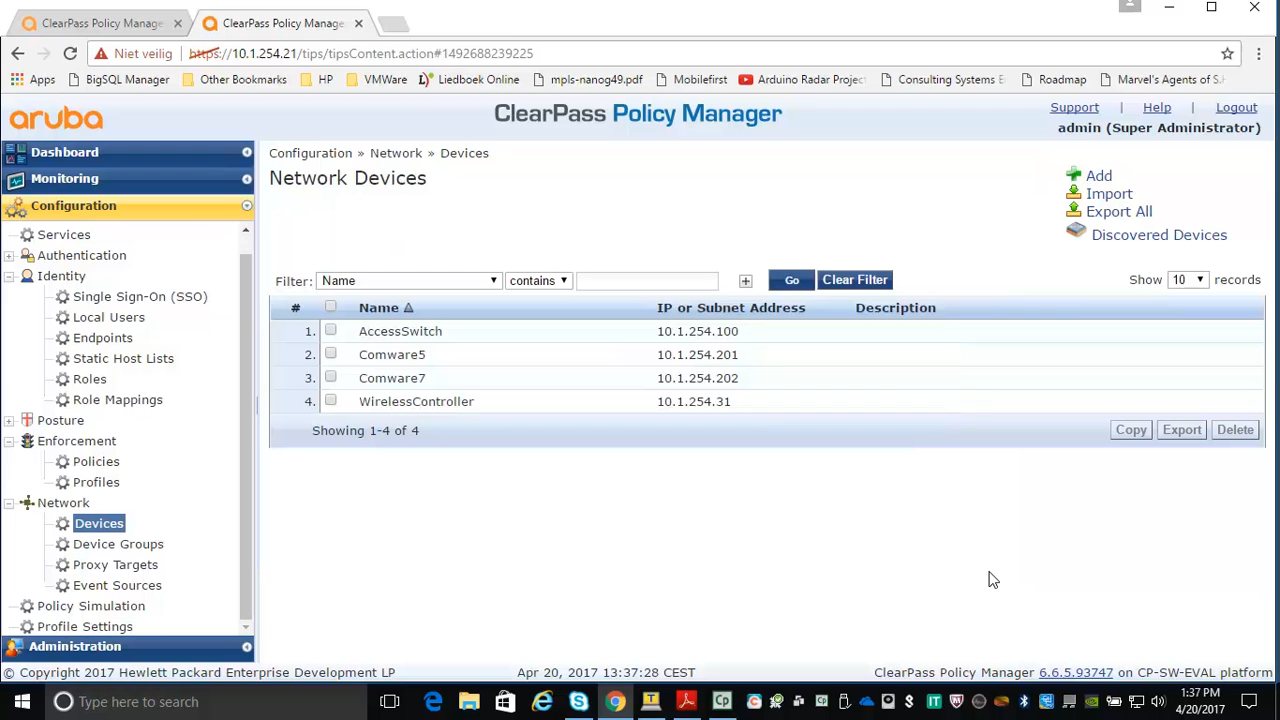 ClearPass Policy Manage
ClearPass Policy Manage
Niet veilig
https://10.1.254.21/tips/tipsContent.action#1492688239225
Apps
BigSQL Manager
Other Bookmarks
HP
VMWare
Liedboek Online
mpls-nanog49.pdf
Mobilefirst
Arduino Radar Projec
Consulting Systems E
Roadmap
Marvel's Agents of S.H
aruba
ClearPass Policy Manager
Support | Help | Logout
admin (Super Administrator)
Dashboard
Monitoring
Configuration
Services
Authentication
Identity
Single Sign-On (SSO)
Local Users
Endpoints
Static Host Lists
Roles
Role Mappings
Posture
Enforcement
Policies
Profiles
Network
Devices
Device Groups
Proxy Targets
Event Sources
Policy Simulation
Profile Settings
Administration
Configuration » Network » Devices
Network Devices
Add
Import
Export All
Discovered Devices
Filter: Name contains Go Clear Filter Show 10 records
# Name IP or Subnet Address Description
1. AccessSwitch 10.1.254.100
2. Comware5 10.1.254.201
3. Comware7 10.1.254.202
4. WirelessController 10.1.254.31
Showing 1-4 of 4 Copy Export Delete
© Copyright 2017 Hewlett Packard Enterprise Development LP Apr 20, 2017 13:37:28 CEST ClearPass Policy Manager 6.6.5.93747 on CP-SW-EVAL platform
Type here to search
1:37 PM
4/20/2017